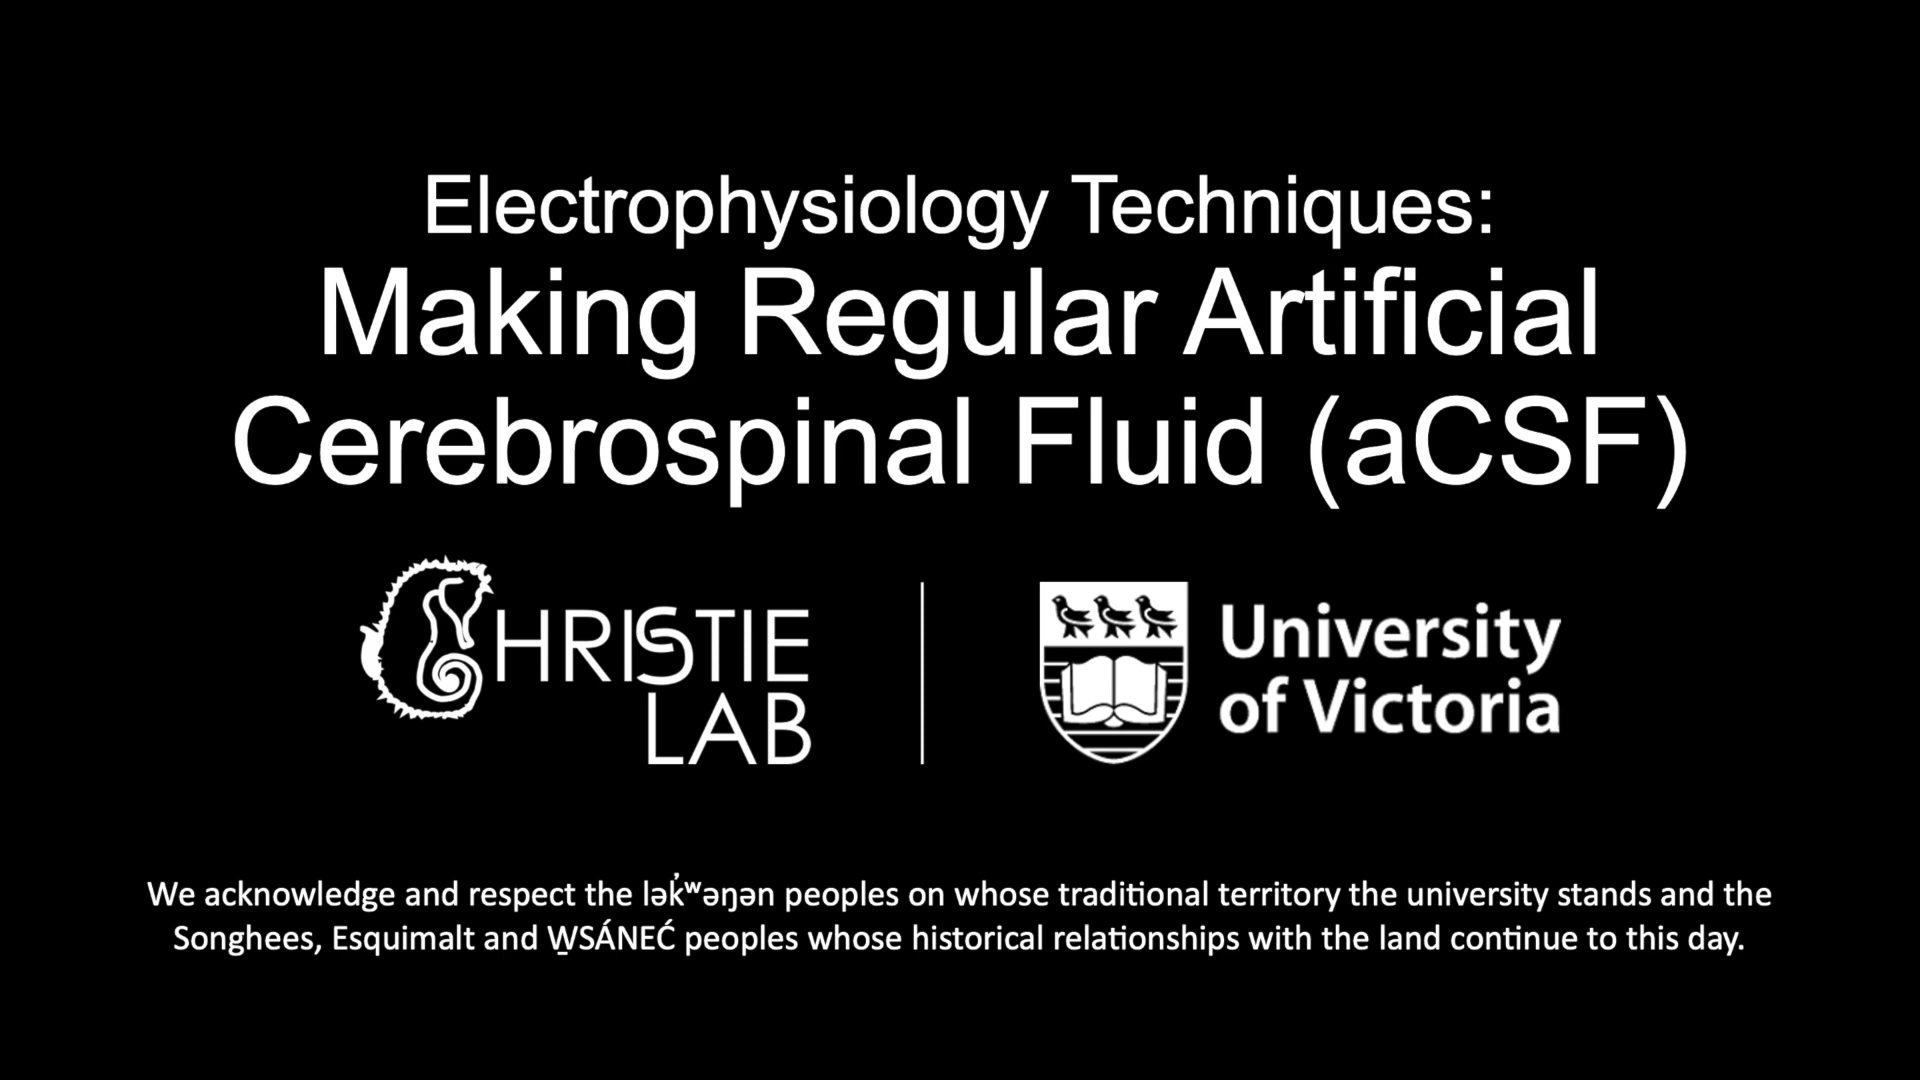 Electrophysiology Techniques:
Making Regular Artificial
Cerebrospinal Fluid (aCSF)
CHRISTIE
LAB
University
of Victoria
We acknowledge and respect the lək̓ʷəŋən peoples on whose traditional territory the university stands and the
Songhees, Esquimalt and W̱SÁNEĆ peoples whose historical relationships with the land continue to this day.